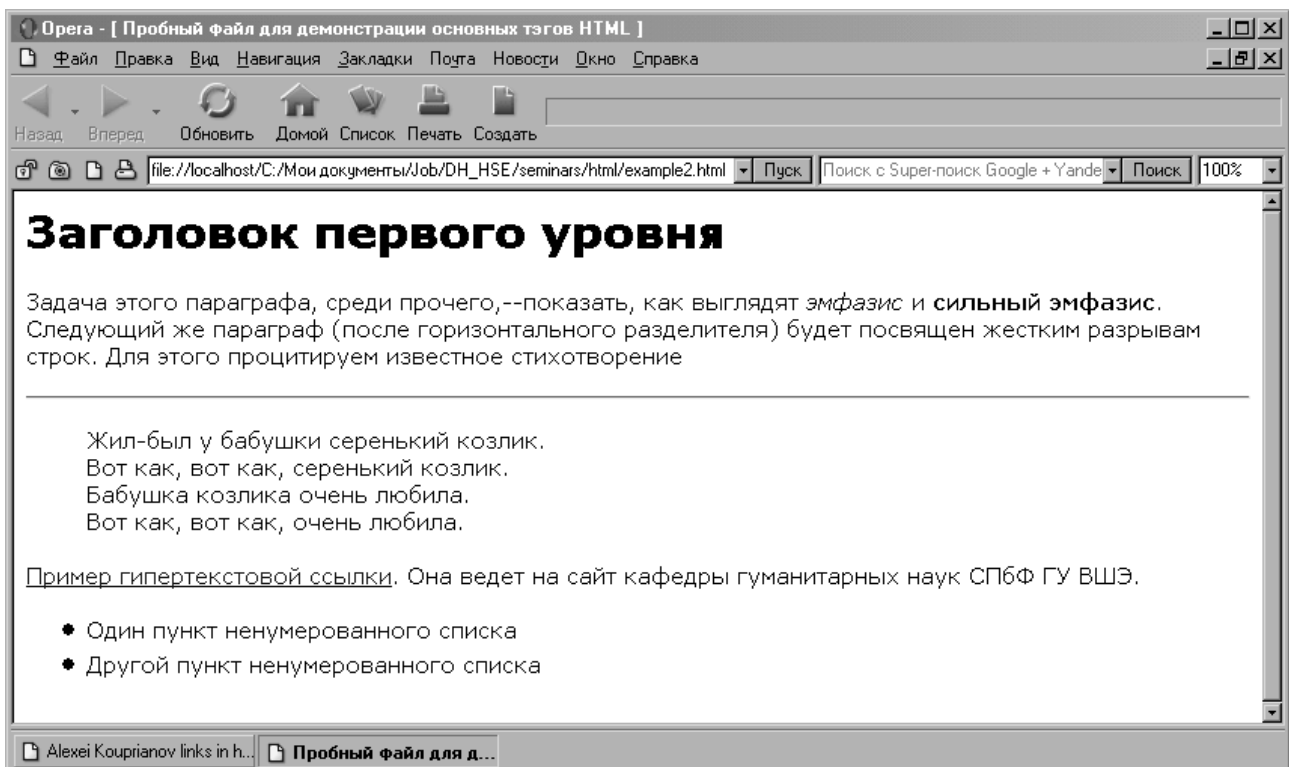 Opera - [ Пробный файл для демонстрации основных тэгов HTML ]
Файл Правка Вид Навигация Закладки Почта Новости Окно Справка
Назад Вперед Обновить Домой Список Печать Создать
file://localhost/C:/Мои документы/Job/DH_HSE/seminars/html/example2.html Пуск Поиск с Super-поиск Google + Yande Поиск 100%
Заголовок первого уровня
Задача этого параграфа, среди прочего,--показать, как выглядят эмфазис и сильный эмфазис.
Следующий же параграф (после горизонтального разделителя) будет посвящен жестким разрывам
строк. Для этого процитируем известное стихотворение
Жил-был у бабушки серенький козлик.
Вот как, вот как, серенький козлик.
Бабушка козлика очень любила.
Вот как, вот как, очень любила.
Пример гипертекстовой ссылки. Она ведет на сайт кафедры гуманитарных наук СПбФ ГУ ВШЭ.
• Один пункт ненумерованного списка
• Другой пункт ненумерованного списка
Alexei Kouprianov links in h... Пробный файл для д...